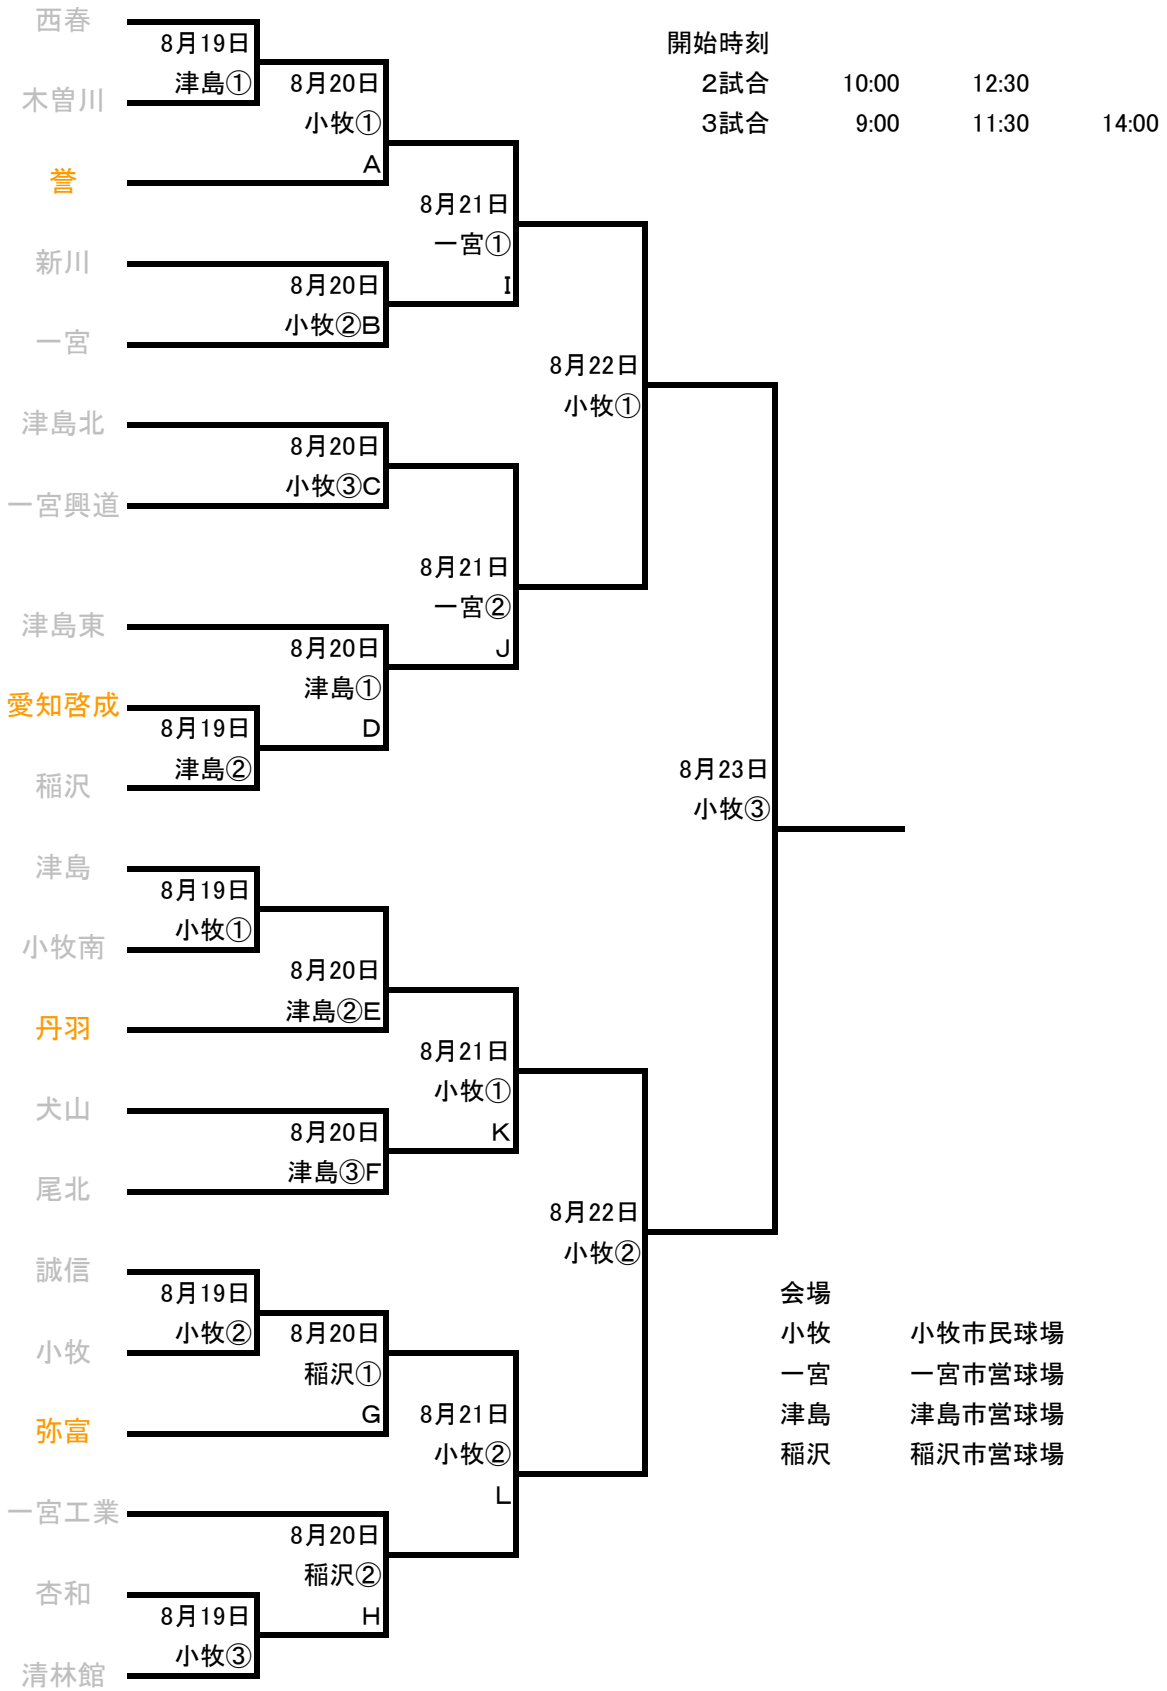 西春
8月19日
津島①
木曽川
8月20日
小牧①
A
誉
開始時刻
2試合 10:00 12:30
3試合 9:00 11:30 14:00
8月21日
一宮①
I
新川
8月20日
小牧②B
一宮
8月22日
小牧①
津島北
8月20日
小牧③C
一宮興道
8月21日
一宮②
J
津島東
8月20日
津島①
D
愛知啓成
8月19日
津島②
稲沢
8月23日
小牧③
津島
8月19日
小牧①
小牧南
8月20日
津島②E
丹羽
8月21日
小牧①
K
犬山
8月20日
津島③F
尾北
8月22日
小牧②
誠信
8月19日
小牧②
小牧
8月20日
稲沢①
G
弥富
8月21日
小牧②
L
一宮工業
8月20日
稲沢②
H
杏和
8月19日
小牧③
清林館
会場
小牧 小牧市民球場
一宮 一宮市営球場
津島 津島市営球場
稲沢 稲沢市営球場